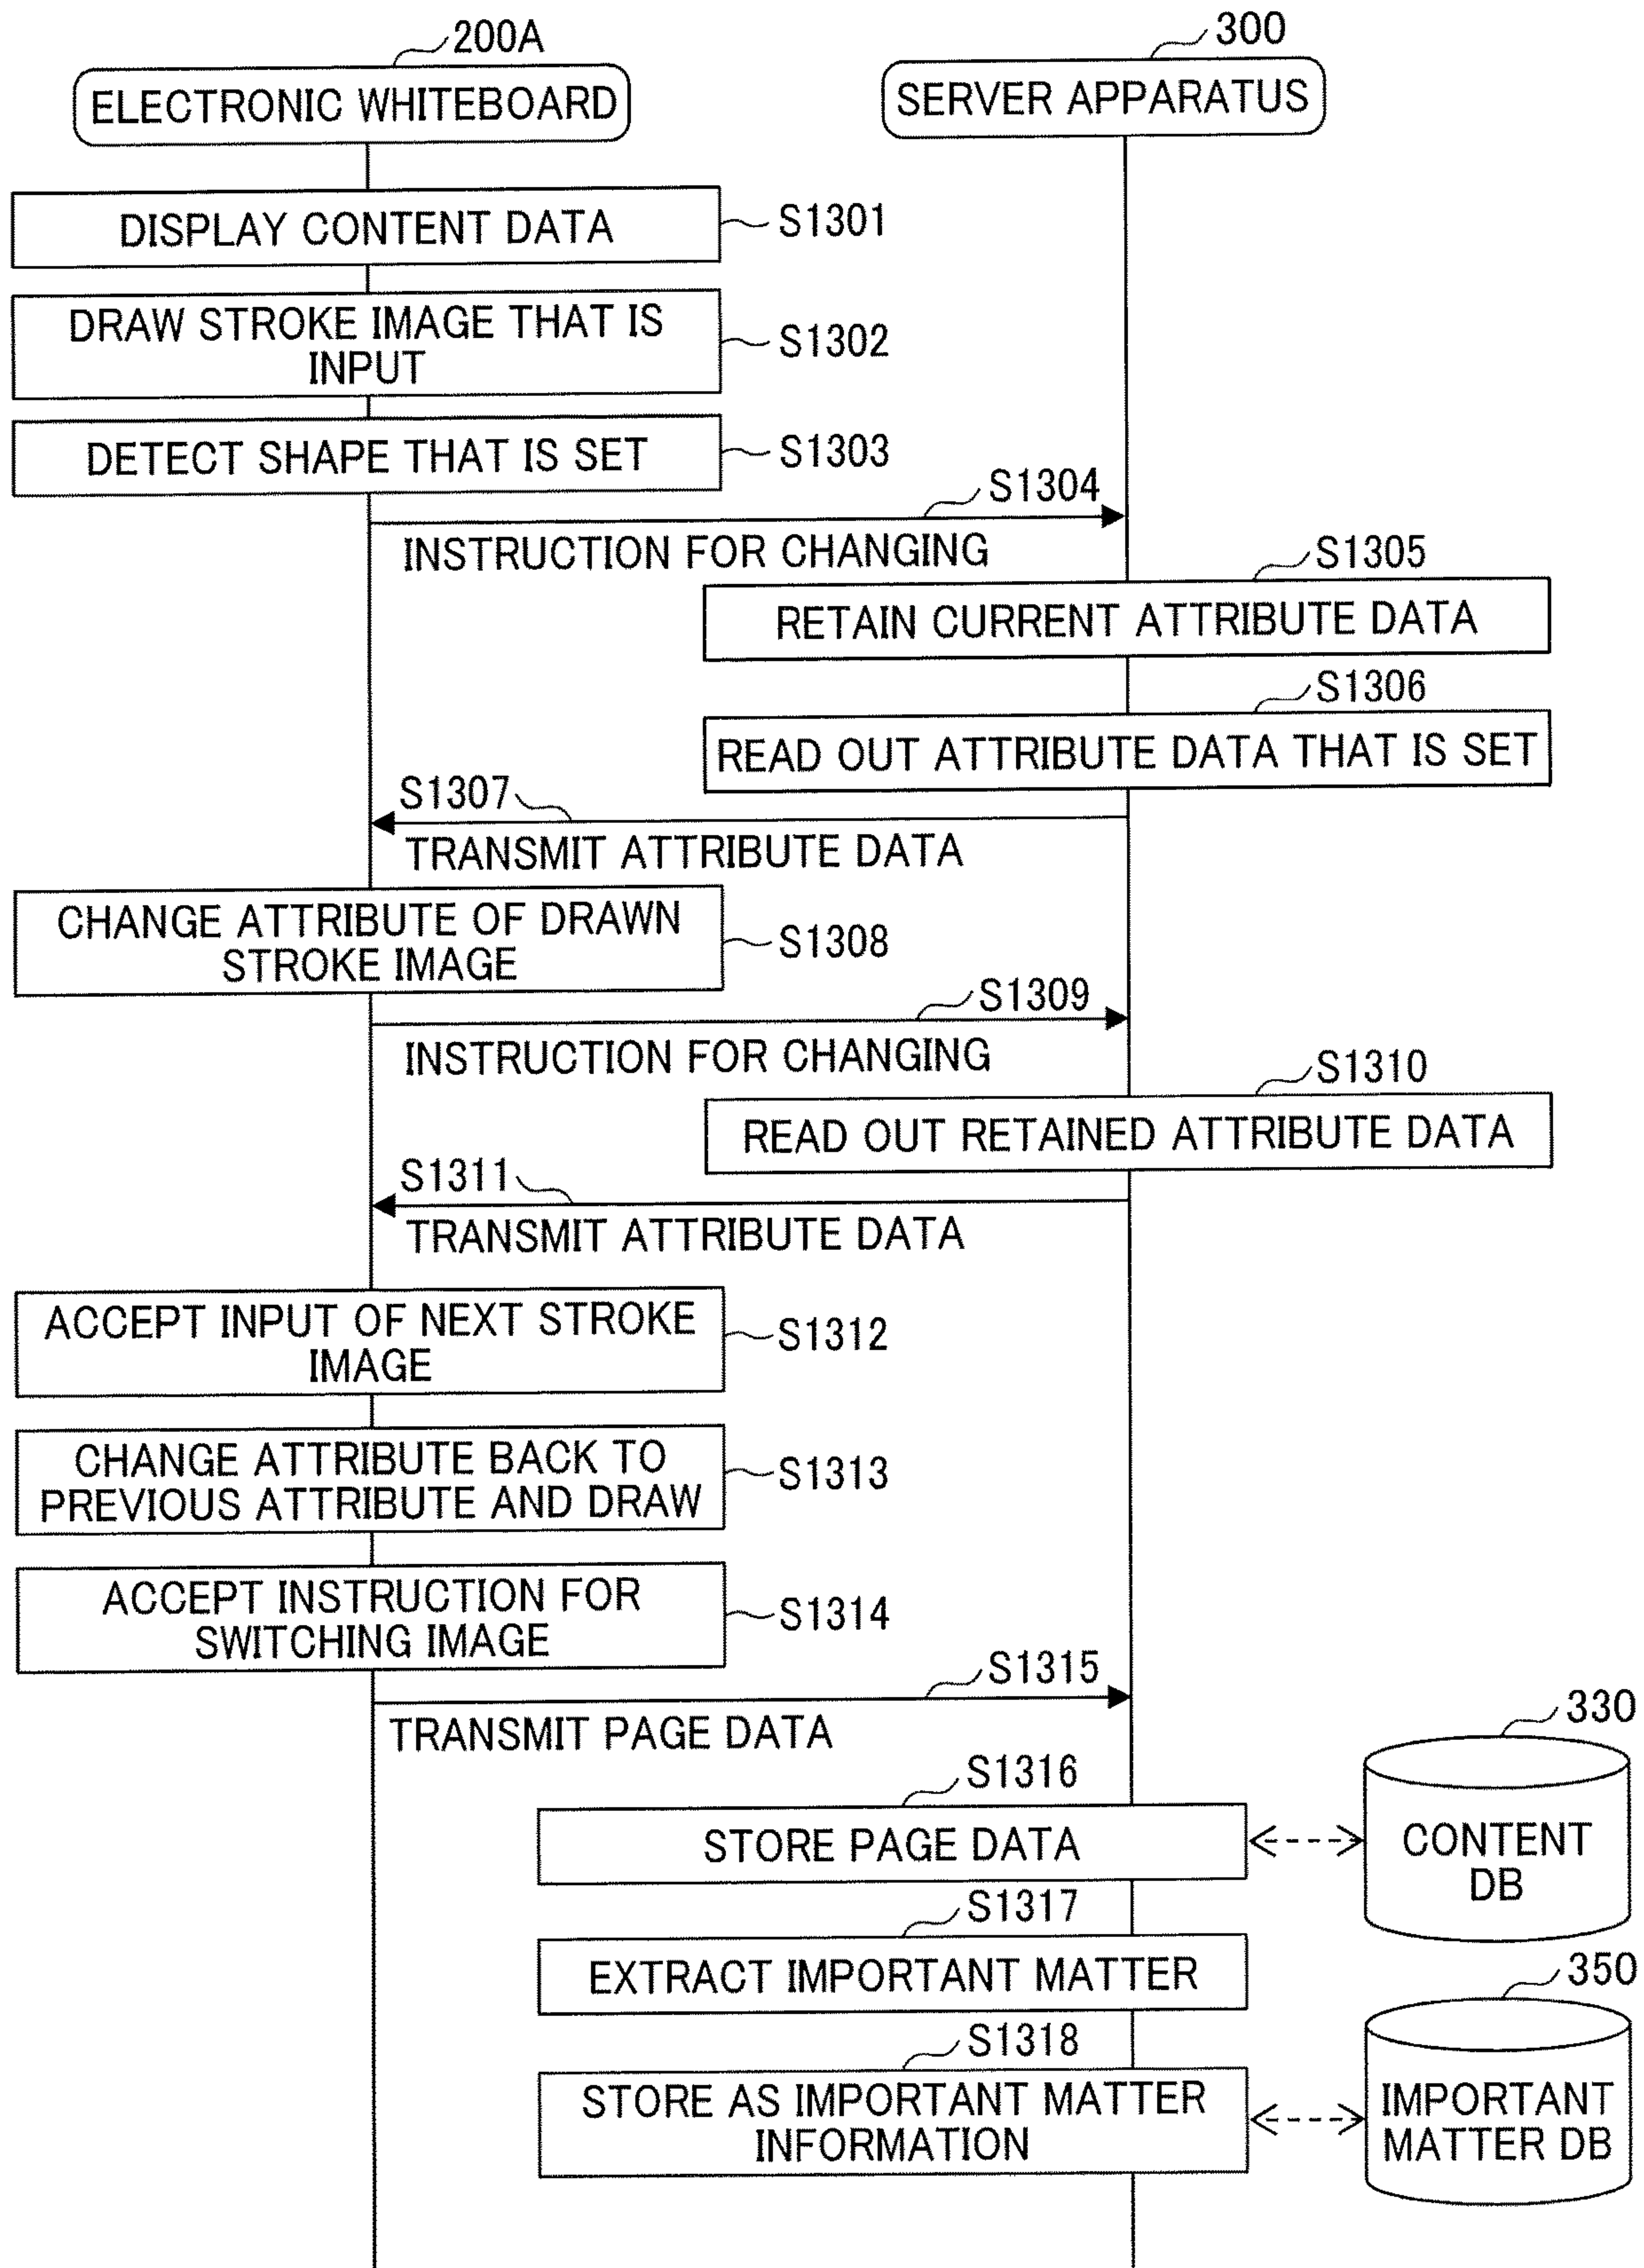 200A
300
ELECTRONIC WHITEBOARD
SERVER APPARATUS
DISPLAY CONTENT DATA
S1301
DRAW STROKE IMAGE THAT IS
INPUT
S1302
DETECT SHAPE THAT IS SET
S1303
S1304
INSTRUCTION FOR CHANGING
S1305
RETAIN CURRENT ATTRIBUTE DATA
S1306
READ OUT ATTRIBUTE DATA THAT IS SET
S1307
TRANSMIT ATTRIBUTE DATA
CHANGE ATTRIBUTE OF DRAWN
STROKE IMAGE
S1308
S1309
INSTRUCTION FOR CHANGING
S1310
READ OUT RETAINED ATTRIBUTE DATA
S1311
TRANSMIT ATTRIBUTE DATA
ACCEPT INPUT OF NEXT STROKE
IMAGE
S1312
CHANGE ATTRIBUTE BACK TO
PREVIOUS ATTRIBUTE AND DRAW
S1313
ACCEPT INSTRUCTION FOR
SWITCHING IMAGE
S1314
S1315
TRANSMIT PAGE DATA
330
S1316
STORE PAGE DATA
CONTENT
DB
S1317
EXTRACT IMPORTANT MATTER
350
S1318
STORE AS IMPORTANT MATTER
INFORMATION
IMPORTANT
MATTER DB